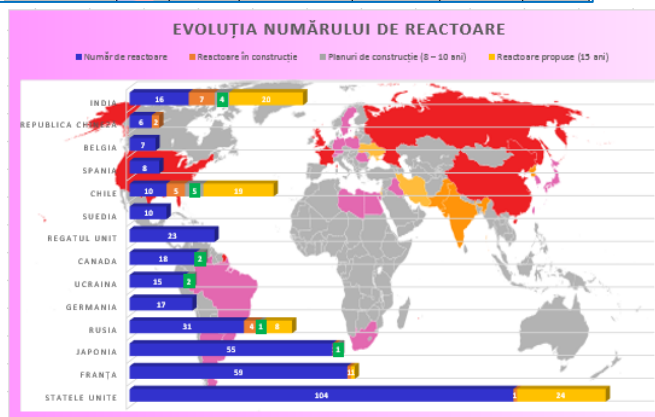 EVOLUȚIA NUMĂRULUI DE REACTOARE
Număr de reactoare Reactoare în construcție Planuri de construcție (8 – 10 ani) Reactoare propuse (15 ani)
INDIA 16 7 4 20
REPUBLICA CHINEZA 6 2
BELGIA 7
SPANIA 8
CHILE 10 5 5 19
SUEDIA 10
REGATUL UNIT 23
CANADA 18 2
UCRAINA 15 2
GERMANIA 17
RUSIA 31 4 1 8
JAPONIA 55 1
FRANȚA 59 1 1
STATELE UNITE 104 1 24